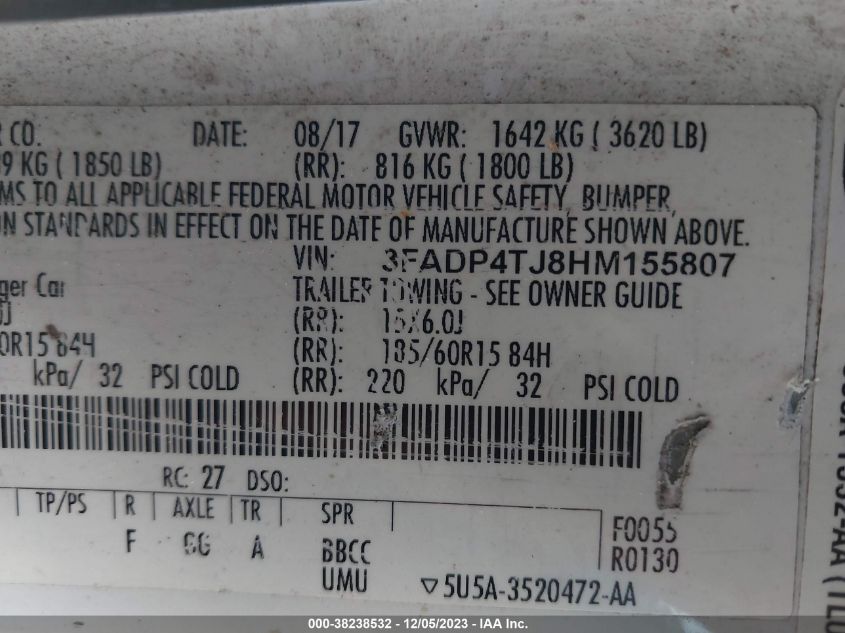 R CO. DATE: 08/17 GVWR: 1642 KG ( 3620 LB)
9 KG ( 1850 LB) (RR): 816 KG ( 1800 LB)
MS TO ALL APPLICABLE FEDERAL MOTOR VEHICLE SAFETY, BUMPER,
N STANDARDS IN EFFECT ON THE DATE OF MANUFACTURE SHOWN ABOVE.
VIN: 3FADP4TJ8HM155807
ger Car TRAILER TOWING - SEE OWNER GUIDE
0J (RR): 15X6.0J
0R15 84H (RR): 185/60R15 84H
kPa/ 32 PSI COLD (RR): 220 kPa/ 32 PSI COLD
RC: 27 DSO:
TP/PS R AXLE TR SPR F0055
F GG A BBCC R0130
UMU ▽5U5A-3520472-AA
000-38238532 - 12/05/2023 - IAA Inc.